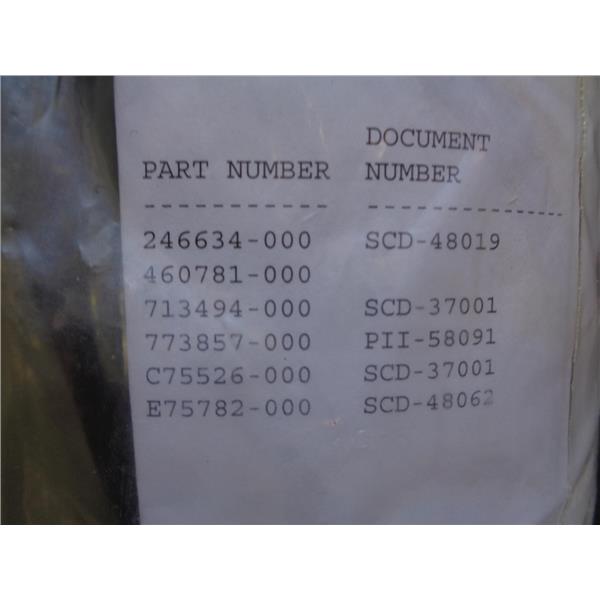 DOCUMENT
PART NUMBER NUMBER
----------- ---------------
246634-000 SCD-48019
460781-000
713494-000 SCD-37001
773857-000 PII-58091
C75526-000 SCD-37001
E75782-000 SCD-48062